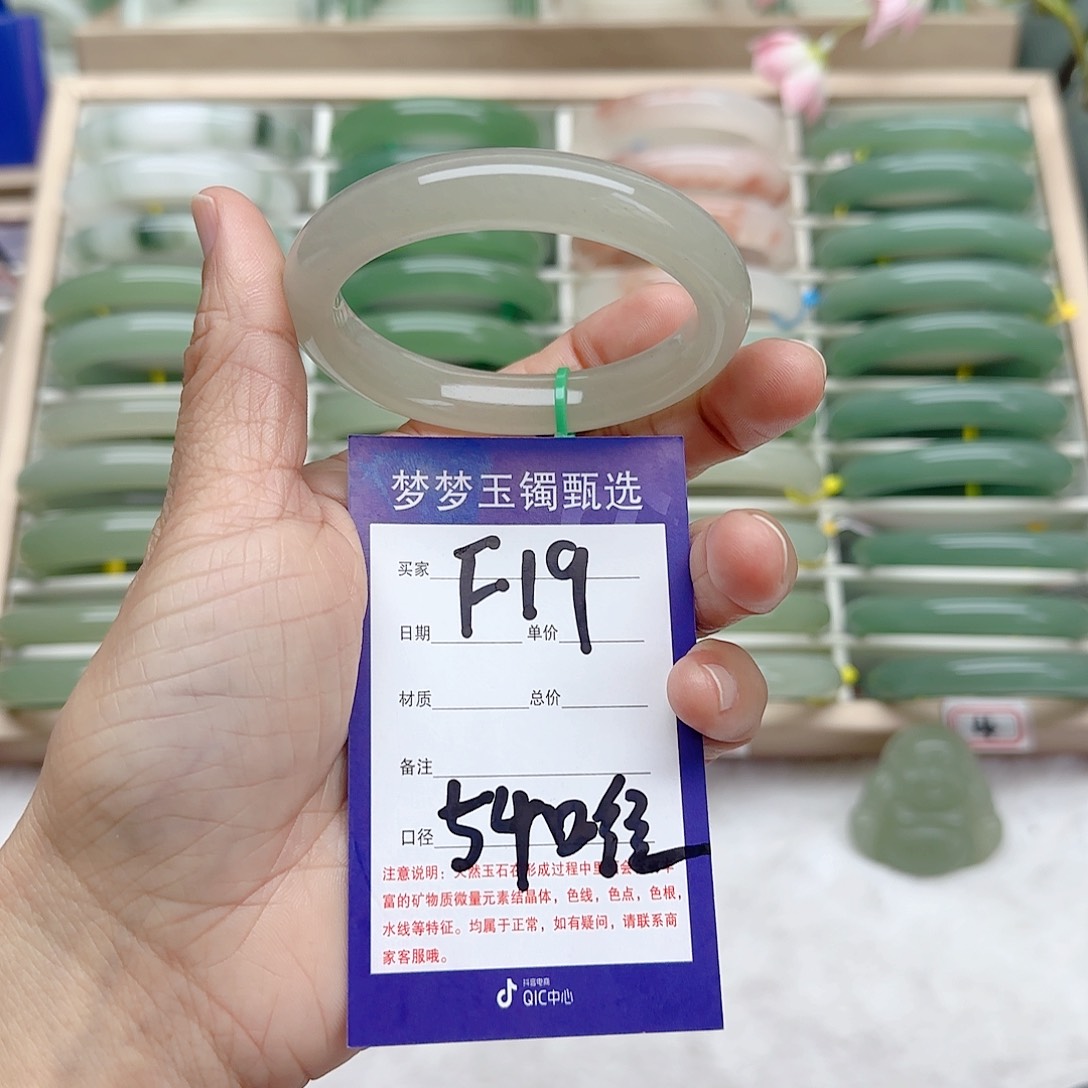 梦梦玉镯甄选
买家 F19
日期 单价
材质 总价
备注
口径 54口径
注意说明：天然玉石在形成过程中里 会
富的矿物质微量元素结晶体，色线，色点，色根，
水线等特征。均属于正常，如有疑问，请联系商
家客服哦。
抖音电商
QIC中心